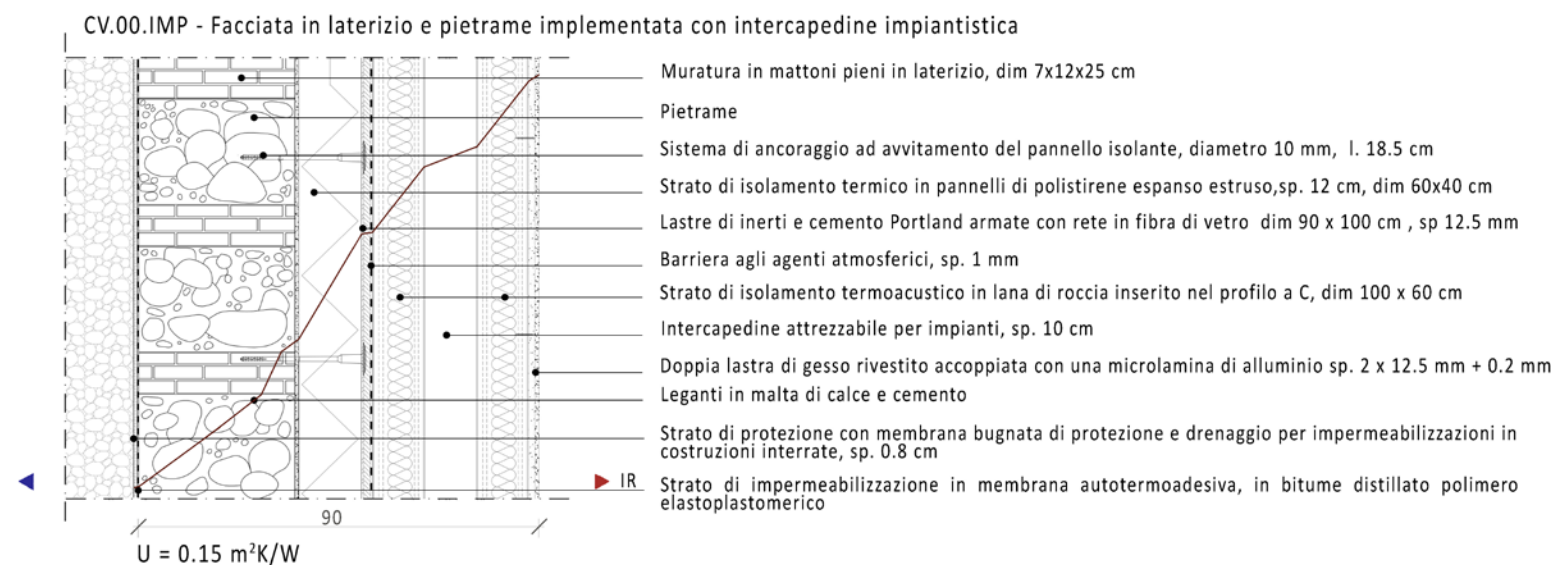 CV.00.IMP - Facciata in laterizio e pietrame implementata con intercapedine impiantistica
Muratura in mattoni pieni in laterizio, dim 7x12x25 cm
Pietrame
Sistema di ancoraggio ad avvitamento del pannello isolante, diametro 10 mm, l. 18.5 cm
Strato di isolamento termico in pannelli di polistirene espanso estruso,sp. 12 cm, dim 60x40 cm
Lastre di inerti e cemento Portland armate con rete in fibra di vetro dim 90 x 100 cm , sp 12.5 mm
Barriera agli agenti atmosferici, sp. 1 mm
Strato di isolamento termoacustico in lana di roccia inserito nel profilo a C, dim 100 x 60 cm
Intercapedine attrezzabile per impianti, sp. 10 cm
Doppia lastra di gesso rivestito accoppiata con una microlamina di alluminio sp. 2 x 12.5 mm + 0.2 mm
Leganti in malta di calce e cemento
Strato di protezione con membrana bugnata di protezione e drenaggio per impermeabilizzazioni in
costruzioni interrate, sp. 0.8 cm
IR
Strato di impermeabilizzazione in membrana autotermoadesiva, in bitume distillato polimero
elastoplastomerico
90
U = 0.15 m²K/W